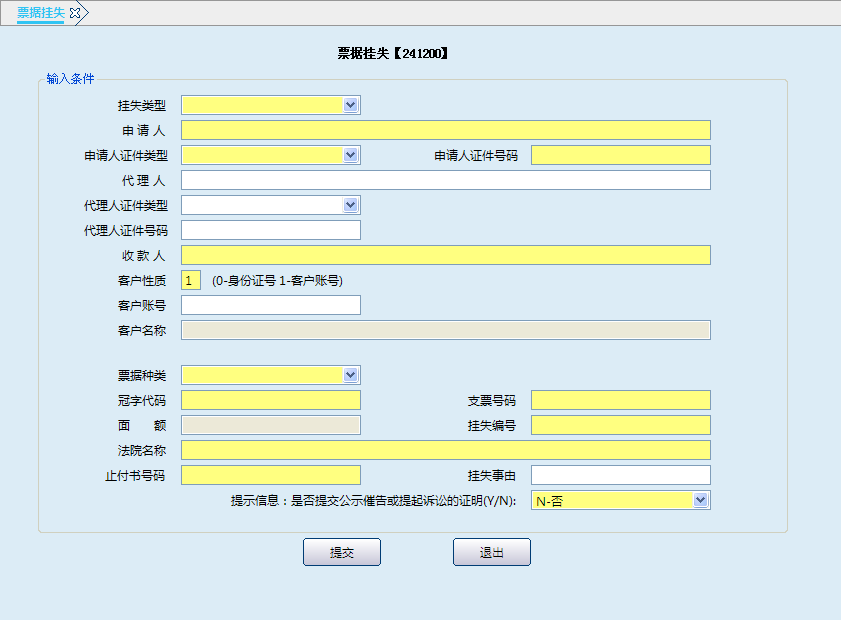 票据挂失
票据挂失【241200】
输入条件
挂失类型
申 请 人
申请人证件类型 申请人证件号码
代 理 人
代理人证件类型
代理人证件号码
收 款 人
客户性质 1 (0-身份证号 1-客户账号)
客户账号
客户名称
票据种类
冠字代码 支票号码
面 额 挂失编号
法院名称
止付书号码 挂失事由
提示信息：是否提交公示催告或提起诉讼的证明(Y/N): N-否
提交 退出